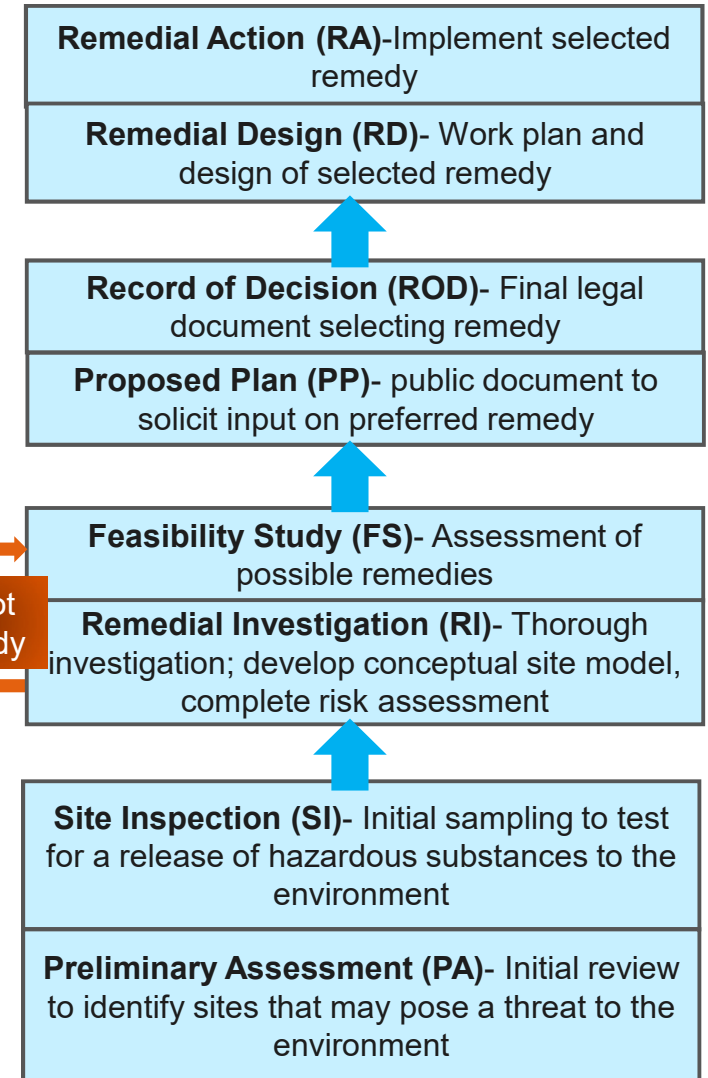 Remedial Action (RA)-Implement selected
remedy
Remedial Design (RD)- Work plan and
design of selected remedy
Record of Decision (ROD)- Final legal
document selecting remedy
Proposed Plan (PP)- public document to
solicit input on preferred remedy
Feasibility Study (FS)- Assessment of
possible remedies
Remedial Investigation (RI)- Thorough
investigation; develop conceptual site model,
complete risk assessment
Site Inspection (SI)- Initial sampling to test
for a release of hazardous substances to the
environment
Preliminary Assessment (PA)- Initial review
to identify sites that may pose a threat to the
environment